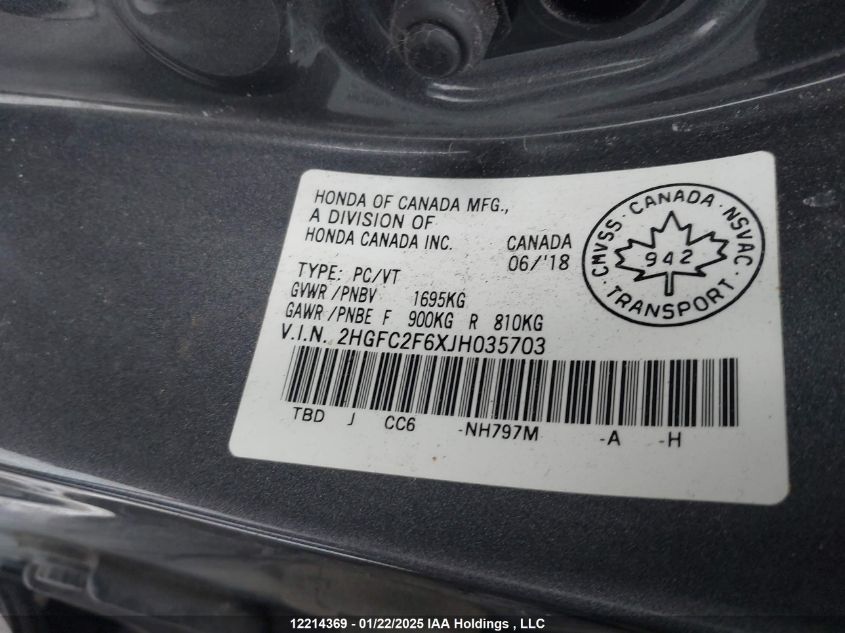 HONDA OF CANADA MFG.,
A DIVISION OF
HONDA CANADA INC. CANADA
06/'18
TYPE: PC/VT
GVWR /PNBV 1695KG
GAWR /PNBE F 900KG R 810KG
V.I.N. 2HGFC2F6XJH035703
TBD J CC6 -NH797M -A -H
CMVSS · CANADA · NSVAC
942
· TRANSPORT ·
12214369 - 01/22/2025 IAA Holdings , LLC